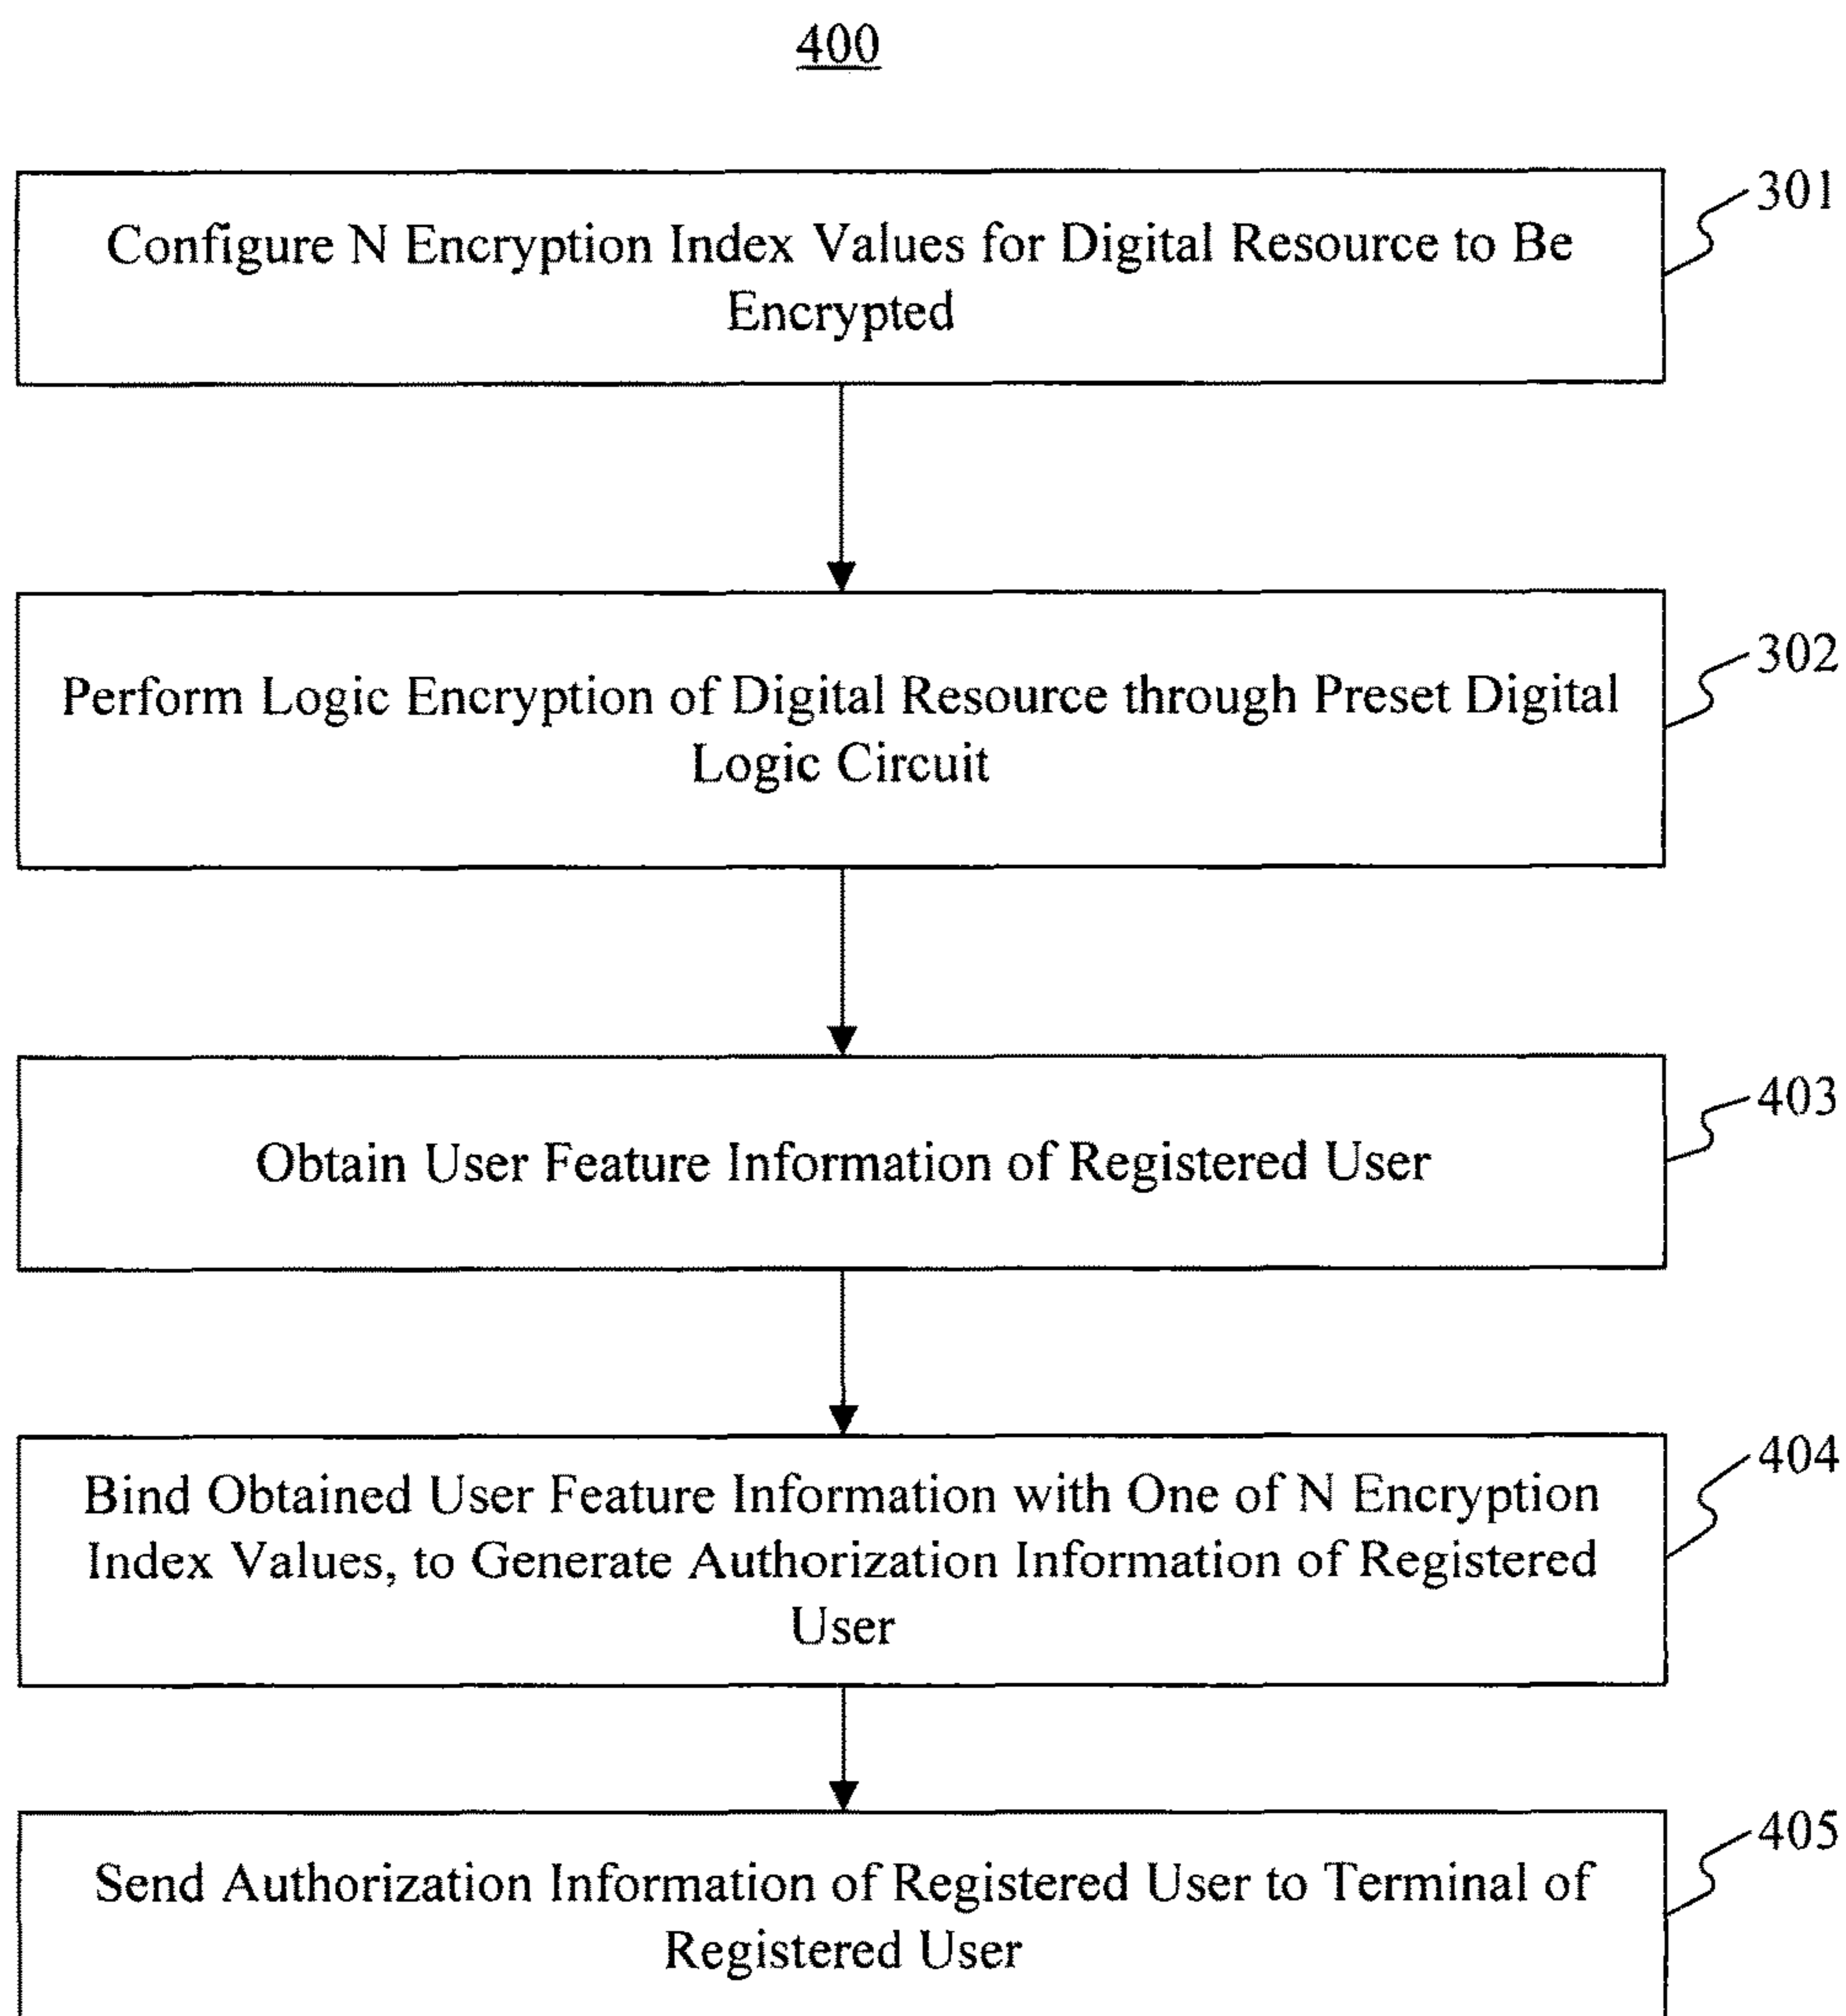 400
301
Configure N Encryption Index Values for Digital Resource to Be
Encrypted
302
Perform Logic Encryption of Digital Resource through Preset Digital
Logic Circuit
403
Obtain User Feature Information of Registered User
404
Bind Obtained User Feature Information with One of N Encryption
Index Values, to Generate Authorization Information of Registered
User
405
Send Authorization Information of Registered User to Terminal of
Registered User